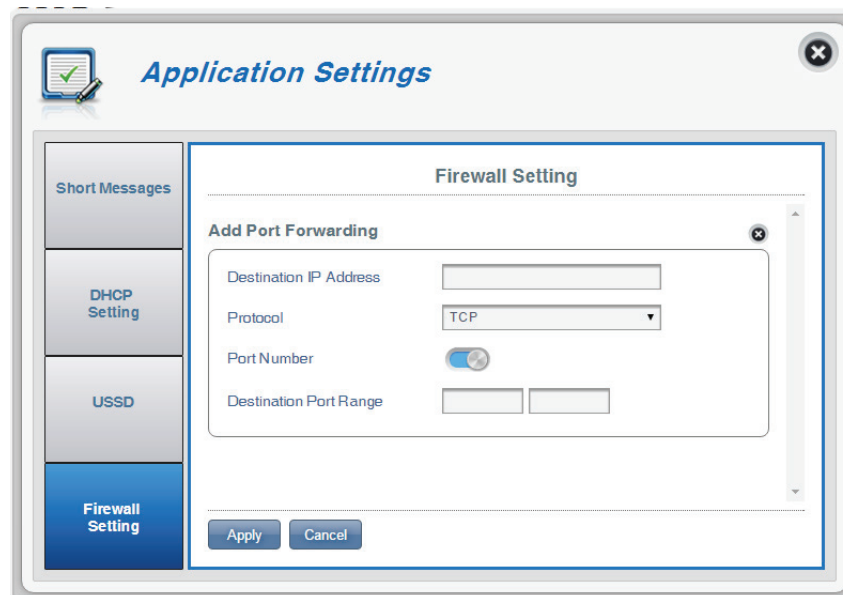 Application Settings
Short Messages
DHCP
Setting
USSD
Firewall
Setting
Firewall Setting
Add Port Forwarding
Destination IP Address
Protocol
TCP
Port Number
Destination Port Range
Apply
Cancel